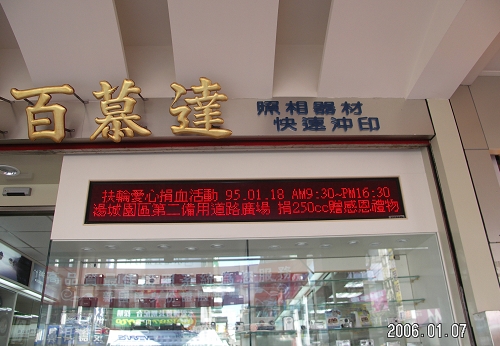 百慕達
照相器材
快速沖印
扶輪愛心捐血活動 95.01.18 AM9:30~PM16:30
湯城園區第二備用道路廣場 捐250cc贈感恩禮物
2006.01.07